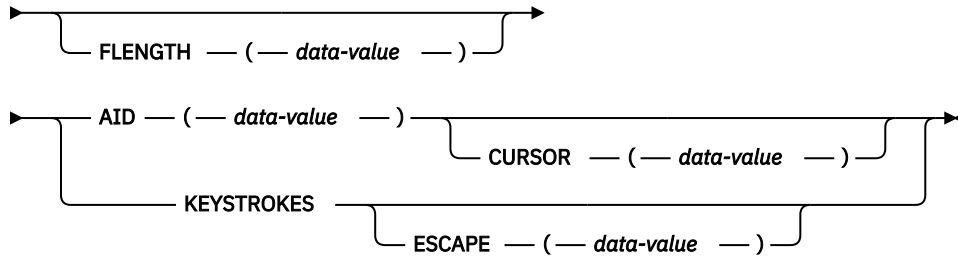 FLENGTH ( data-value )
AID ( data-value )
CURSOR ( data-value )
KEYSTROKES
ESCAPE ( data-value )